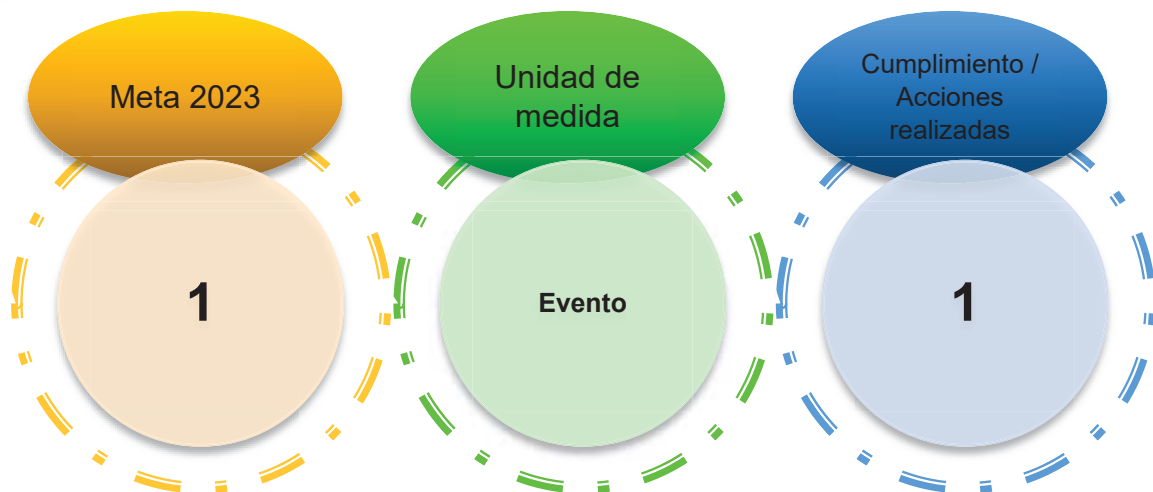 Meta 2023
1
Unidad de
medida
Evento
Cumplimiento /
Acciones
realizadas
1